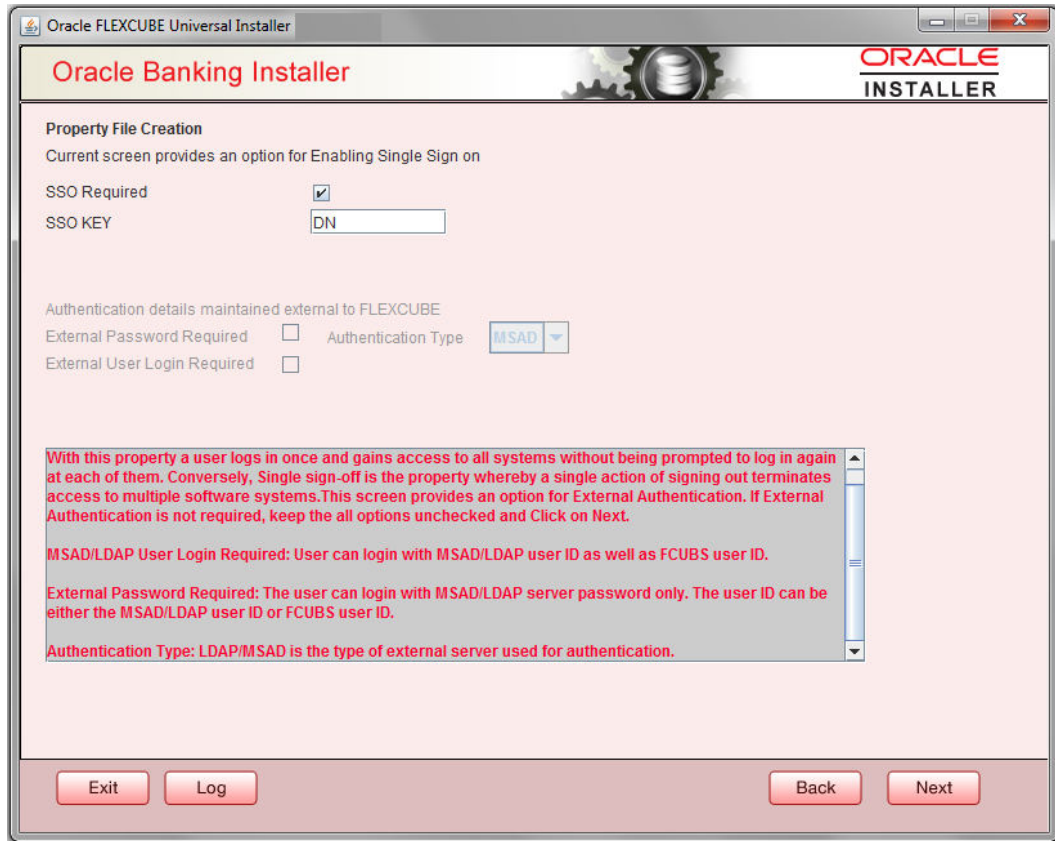 Oracle FLEXCUBE Universal Installer
Oracle Banking Installer
ORACLE
INSTALLER
Property File Creation
Current screen provides an option for Enabling Single Sign on
SSO Required
SSO KEY
DN
Authentication details maintained external to FLEXCUBE
External Password Required
Authentication Type
MSAD
External User Login Required
With this property a user logs in once and gains access to all systems without being prompted to log in again
at each of them. Conversely, Single sign-off is the property whereby a single action of signing out terminates
access to multiple software systems.This screen provides an option for External Authentication. If External
Authentication is not required, keep the all options unchecked and Click on Next.
MSAD/LDAP User Login Required: User can login with MSAD/LDAP user ID as well as FCUBS user ID.
External Password Required: The user can login with MSAD/LDAP server password only. The user ID can be
either the MSAD/LDAP user ID or FCUBS user ID.
Authentication Type: LDAP/MSAD is the type of external server used for authentication.
Exit
Log
Back
Next